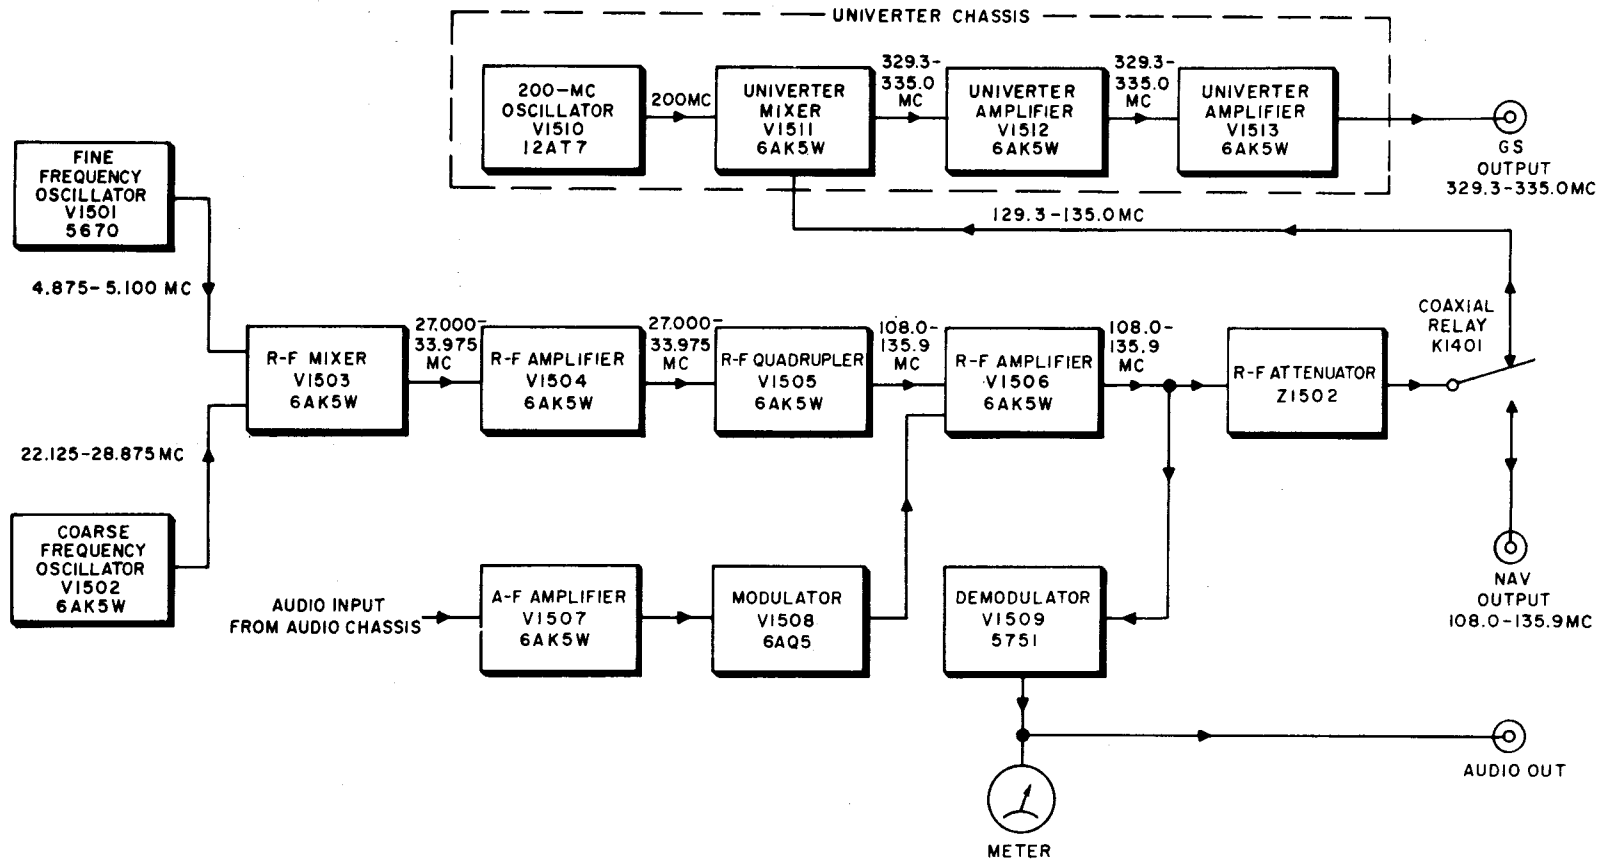 UNIVERTER CHASSIS
200-MC
OSCILLATOR
V1510
12AT7
200MC
UNIVERTER
MIXER
V1511
6AK5W
329.3-
335.0
MC
UNIVERTER
AMPLIFIER
V1512
6AK5W
329.3-
335.0
MC
UNIVERTER
AMPLIFIER
V1513
6AK5W
GS
OUTPUT
329.3-335.0MC
129.3-135.0MC
FINE
FREQUENCY
OSCILLATOR
V1501
5670
4.875-5.100 MC
R-F MIXER
V1503
6AK5W
27.000-
33.975
MC
R-F AMPLIFIER
V1504
6AK5W
27.000-
33.975
MC
R-F QUADRUPLER
V1505
6AK5W
108.0-
135.9
MC
R-F AMPLIFIER
V1506
6AK5W
108.0-
135.9
MC
R-F ATTENUATOR
Z1502
COAXIAL
RELAY
K1401
22.125-28.875 MC
COARSE
FREQUENCY
OSCILLATOR
V1502
6AK5W
AUDIO INPUT
FROM AUDIO CHASSIS
A-F AMPLIFIER
V1507
6AK5W
MODULATOR
V1508
6AQ5
DEMODULATOR
V1509
5751
NAV
OUTPUT
108.0-135.9MC
AUDIO OUT
METER